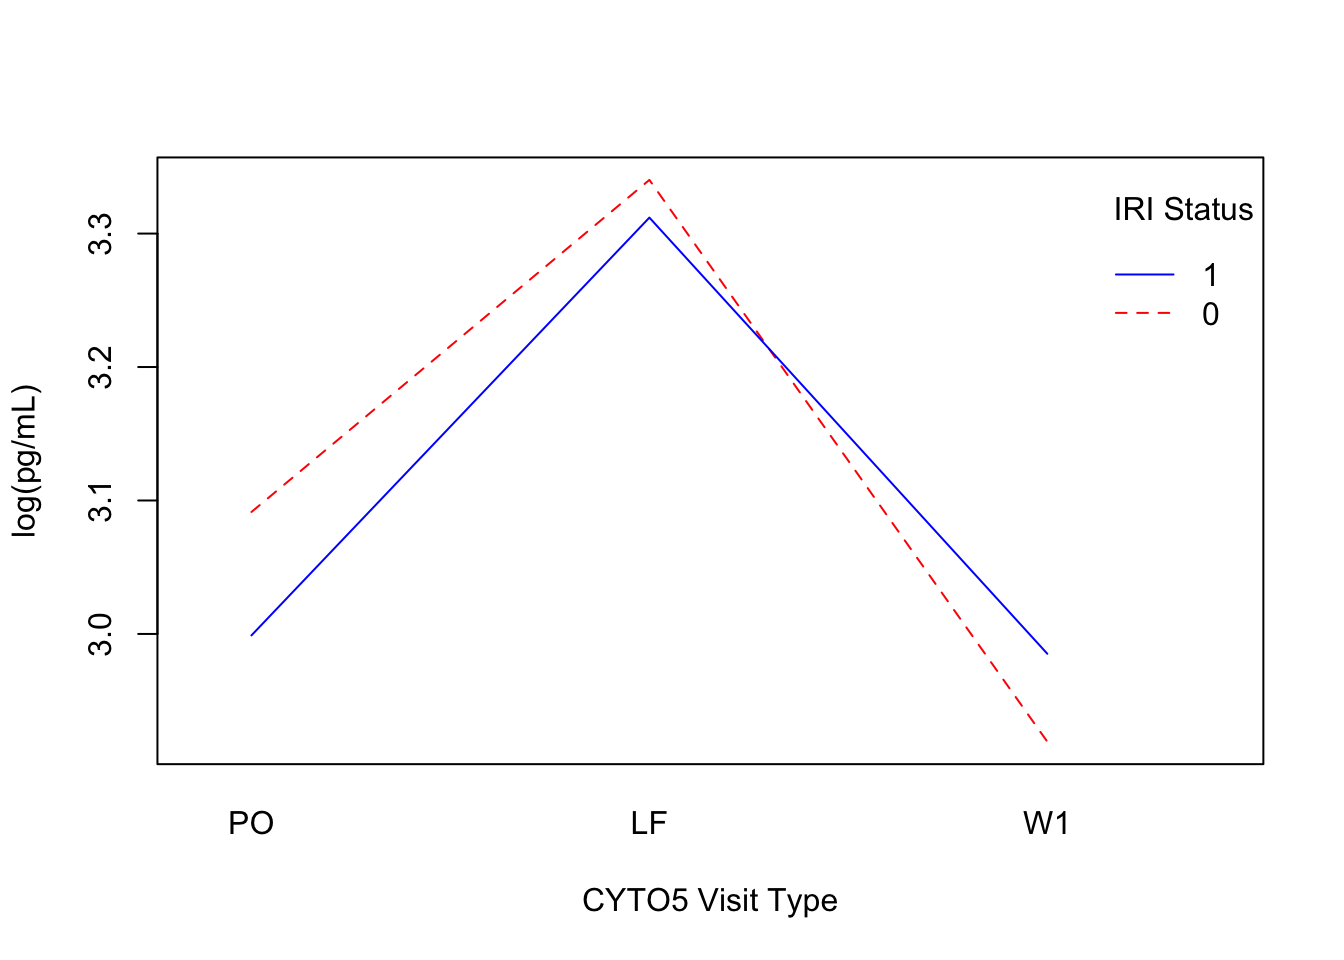 IRI Status
1
0
3.3
3.2
3.1
3.0
log(pg/mL)
PO
LF
W1
CYTO5 Visit Type